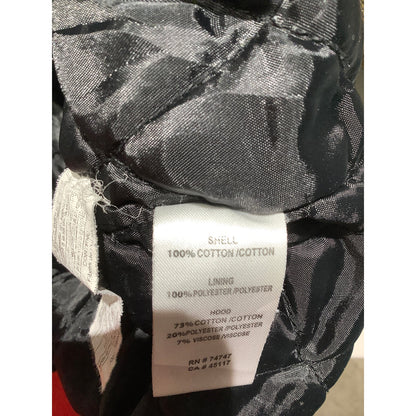 SHELL
100% COTTON /COTTON
LINING
100% POLYESTER /POLYESTER
HOOD
73% COTTON /COTTON
20% POLYESTER /POLYESTER
7% VISCOSE /VISCOSE
RN # 74747
CA # 45117